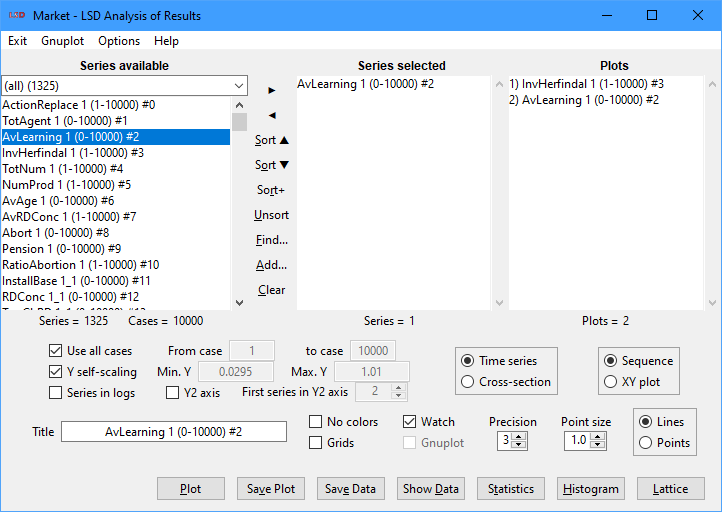 LSD Market - LSD Analysis of Results
Exit Gnuplot Options Help
Series available Series selected Plots
(all) (1325)
ActionReplace 1 (1-10000) #0
TotAgent 1 (0-10000) #1
AvLearning 1 (0-10000) #2
InvHerfindal 1 (1-10000) #3
TotNum 1 (1-10000) #4
NumProd 1 (1-10000) #5
AvAge 1 (0-10000) #6
AvRDConc 1 (1-10000) #7
Abort 1 (0-10000) #8
Pension 1 (0-10000) #9
RatioAbortion 1 (1-10000) #10
InstallBase 1_1 (0-10000) #11
RDConc 1_1 (0-10000) #12
Sort ▲
Sort ▼
Sort+
Unsort
Find...
Add...
Clear
AvLearning 1 (0-10000) #2
1) InvHerfindal 1 (1-10000) #3
2) AvLearning 1 (0-10000) #2
Series = 1325 Cases = 10000 Series = 1 Plots = 2
Use all cases From case 1 to case 10000
Y self-scaling Min. Y 0.0295 Max. Y 1.01
Series in logs Y2 axis First series in Y2 axis 2
Time series
Cross-section
Sequence
XY plot
Title AvLearning 1 (0-10000) #2
No colors
Grids
Watch
Gnuplot
Precision
3
Point size
1.0
Lines
Points
Plot Save Plot Save Data Show Data Statistics Histogram Lattice